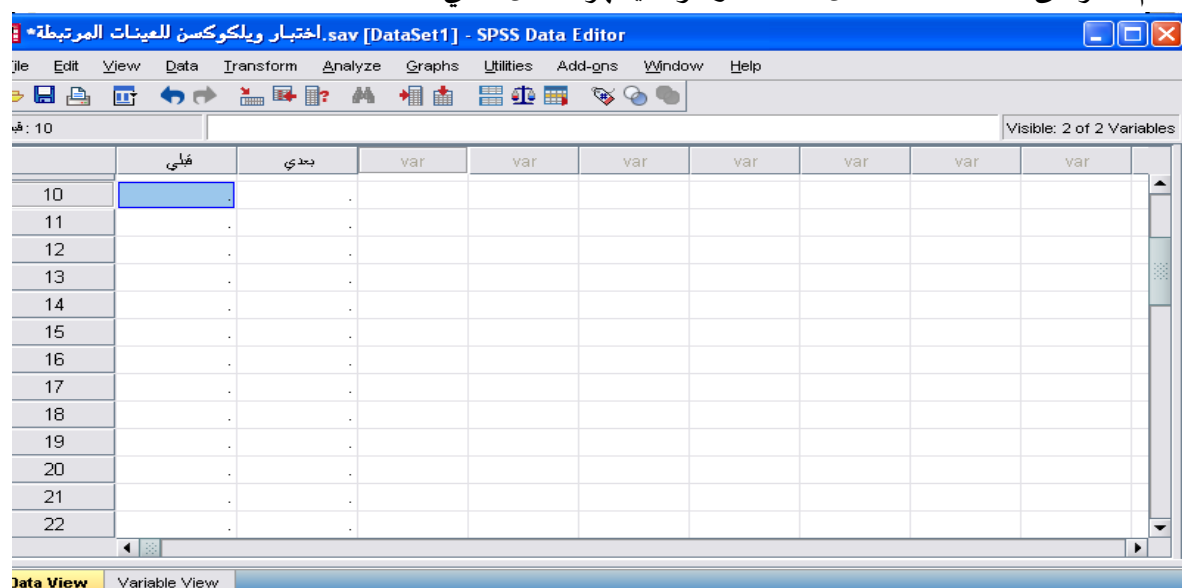 اختبار ويلكوكسن للعينات المرتبطة*.sav [DataSet1] - SPSS Data Editor
Edit View Data Transform Analyze Graphs Utilities Add-ons Window Help
: 10 Visible: 2 of 2 Variables
قبلي بعدي var var var var var var var
10 . .
11 . .
12 . .
13 . .
14 . .
15 . .
16 . .
17 . .
18 . .
19 . .
20 . .
21 . .
22 . .
Data View Variable View